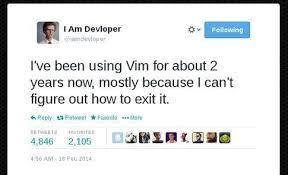 I Am Devloper
@iamdevloper
Following
I've been using Vim for about 2
years now, mostly because I can't
figure out how to exit it.
Reply Retweet Favorite More
RETWEETS FAVORITES
4,846 2,105
4:56 AM - 18 Feb 2014